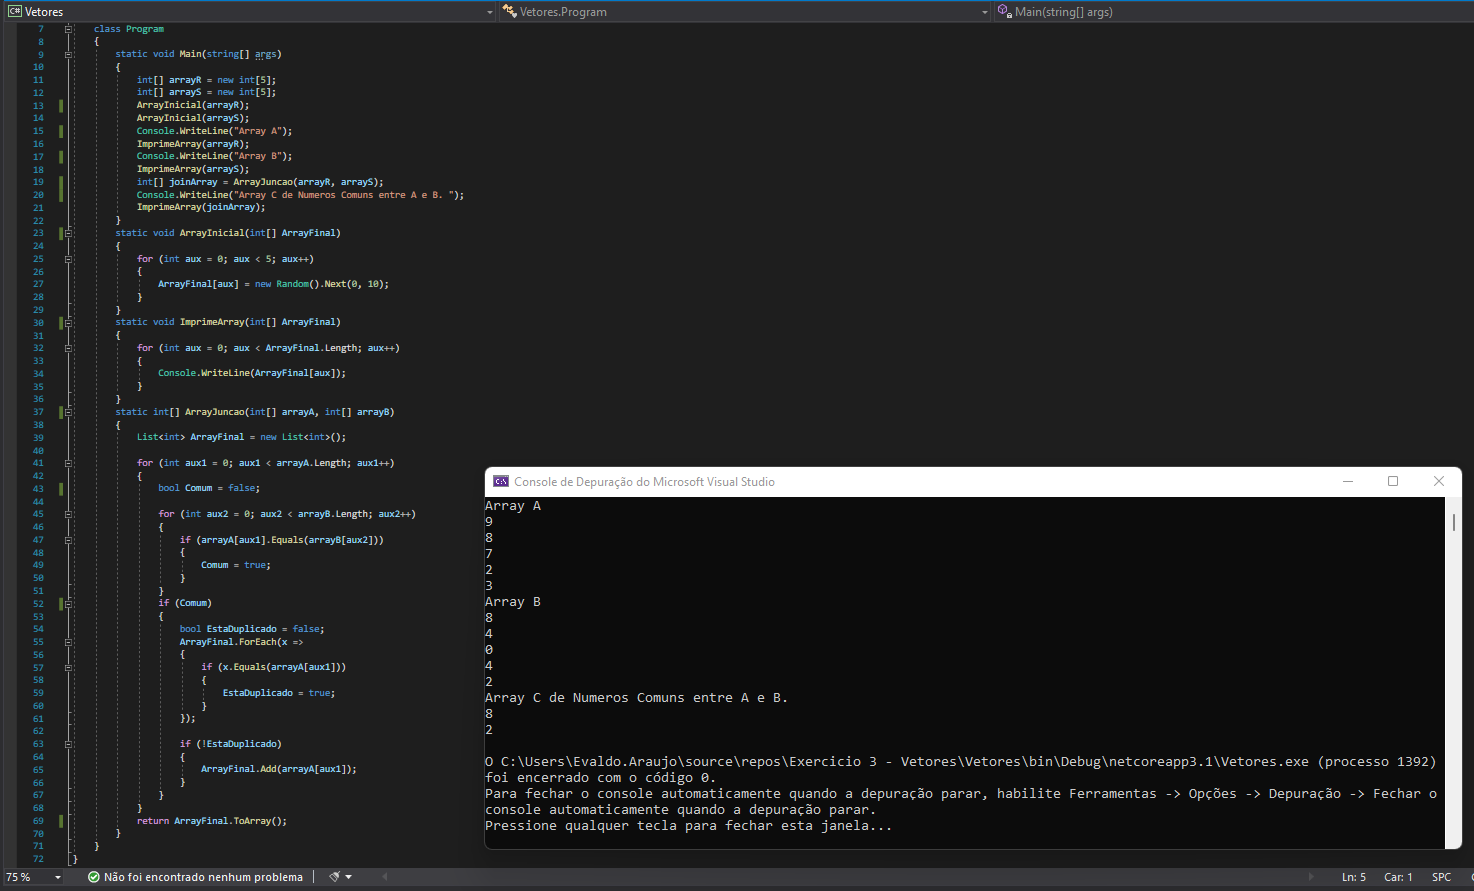 C# Vetores
Vetores.Program
Main(string[] args)
7 class Program
8 {
9 static void Main(string[] args)
10 {
11 int[] arrayR = new int[5];
12 int[] arrayS = new int[5];
13 ArrayInicial(arrayR);
14 ArrayInicial(arrayS);
15 Console.WriteLine("Array A");
16 ImprimeArray(arrayR);
17 Console.WriteLine("Array B");
18 ImprimeArray(arrayS);
19 int[] joinArray = ArrayJuncao(arrayR, arrayS);
20 Console.WriteLine("Array C de Numeros Comuns entre A e B. ");
21 ImprimeArray(joinArray);
22 }
23 static void ArrayInicial(int[] ArrayFinal)
24 {
25 for (int aux = 0; aux < 5; aux++)
26 {
27 ArrayFinal[aux] = new Random().Next(0, 10);
28 }
29 }
30 static void ImprimeArray(int[] ArrayFinal)
31 {
32 for (int aux = 0; aux < ArrayFinal.Length; aux++)
33 {
34 Console.WriteLine(ArrayFinal[aux]);
35 }
36 }
37 static int[] ArrayJuncao(int[] arrayA, int[] arrayB)
38 {
39 List<int> ArrayFinal = new List<int>();
40
41 for (int aux1 = 0; aux1 < arrayA.Length; aux1++)
42 {
43 bool Comum = false;
44
45 for (int aux2 = 0; aux2 < arrayB.Length; aux2++)
46 {
47 if (arrayA[aux1].Equals(arrayB[aux2]))
48 {
49 Comum = true;
50 }
51 }
52 if (Comum)
53 {
54 bool EstaDuplicado = false;
55 ArrayFinal.ForEach(x =>
56 {
57 if (x.Equals(arrayA[aux1]))
58 {
59 EstaDuplicado = true;
60 }
61 });
62
63 if (!EstaDuplicado)
64 {
65 ArrayFinal.Add(arrayA[aux1]);
66 }
67 }
68 }
69 return ArrayFinal.ToArray();
70 }
71 }
72 }
Console de Depuração do Microsoft Visual Studio
Array A
9
8
7
2
3
Array B
8
4
0
4
2
Array C de Numeros Comuns entre A e B.
8
2
O C:\Users\Evaldo.Araujo\source\repos\Exercicio 3 - Vetores\Vetores\bin\Debug\netcoreapp3.1\Vetores.exe (processo 1392)
foi encerrado com o código 0.
Para fechar o console automaticamente quando a depuração parar, habilite Ferramentas -> Opções -> Depuração -> Fechar o
console automaticamente quando a depuração parar.
Pressione qualquer tecla para fechar esta janela...
75 %
Não foi encontrado nenhum problema
Ln: 5 Car: 1 SPC